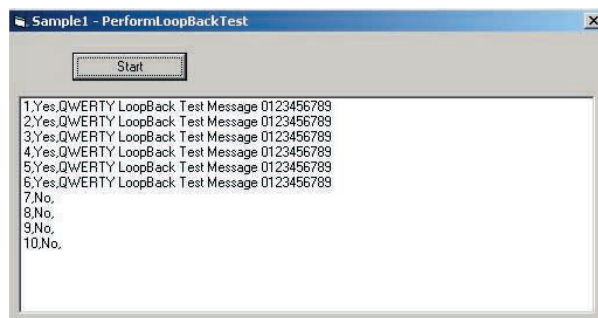 Sample1 - PerformLoopBackTest
Start
1,Yes,QWERTY LoopBack Test Message 0123456789
2,Yes,QWERTY LoopBack Test Message 0123456789
3,Yes,QWERTY LoopBack Test Message 0123456789
4,Yes,QWERTY LoopBack Test Message 0123456789
5,Yes,QWERTY LoopBack Test Message 0123456789
6,Yes,QWERTY LoopBack Test Message 0123456789
7,No,
8,No,
9,No,
10,No,